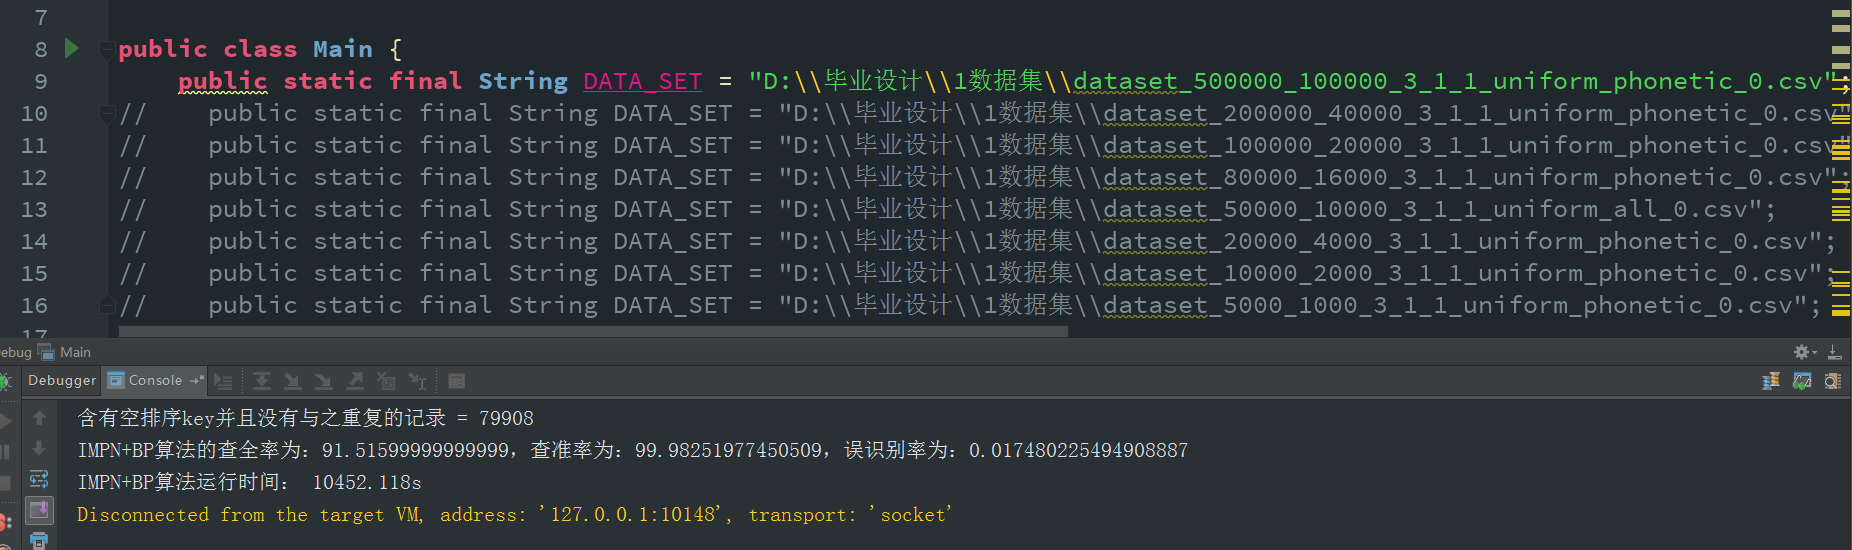 7
8 public class Main {
9 public static final String DATA_SET = "D:\\毕业设计\\1数据集\\dataset_500000_100000_3_1_1_uniform_phonetic_0.csv";
10 // public static final String DATA_SET = "D:\\毕业设计\\1数据集\\dataset_200000_40000_3_1_1_uniform_phonetic_0.csv"
11 // public static final String DATA_SET = "D:\\毕业设计\\1数据集\\dataset_100000_20000_3_1_1_uniform_phonetic_0.csv"
12 // public static final String DATA_SET = "D:\\毕业设计\\1数据集\\dataset_80000_16000_3_1_1_uniform_phonetic_0.csv";
13 // public static final String DATA_SET = "D:\\毕业设计\\1数据集\\dataset_50000_10000_3_1_1_uniform_all_0.csv";
14 // public static final String DATA_SET = "D:\\毕业设计\\1数据集\\dataset_20000_4000_3_1_1_uniform_phonetic_0.csv";
15 // public static final String DATA_SET = "D:\\毕业设计\\1数据集\\dataset_10000_2000_3_1_1_uniform_phonetic_0.csv";
16 // public static final String DATA_SET = "D:\\毕业设计\\1数据集\\dataset_5000_1000_3_1_1_uniform_phonetic_0.csv";
17
ebug Main
Debugger Console
含有空排序key并且没有与之重复的记录 = 79908
IMPN+BP算法的查全率为: 91.51599999999999，查准率为: 99.98251977450509，误识别率为: 0.017480225494908887
IMPN+BP算法运行时间： 10452.118s
Disconnected from the target VM, address: '127.0.0.1:10148', transport: 'socket'